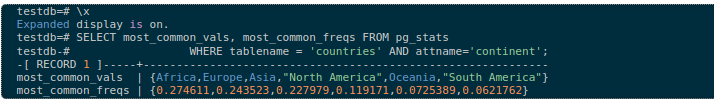 testdb=# \x
Expanded display is on.
testdb=# SELECT most_common_vals, most_common_freqs FROM pg_stats
testdb-#                   WHERE tablename = 'countries' AND attname='continent';
-[ RECORD 1 ]-----+------------------------------------------------------------
most_common_vals  | {Africa,Europe,Asia,"North America",Oceania,"South America"}
most_common_freqs | {0.274611,0.243523,0.227979,0.119171,0.0725389,0.0621762}